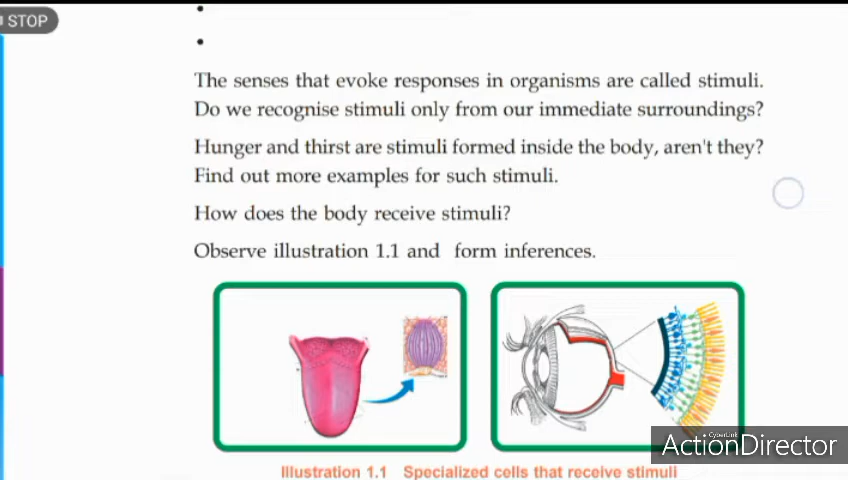 STOP
The senses that evoke responses in organisms are called stimuli.
Do we recognise stimuli only from our immediate surroundings?
Hunger and thirst are stimuli formed inside the body, aren't they?
Find out more examples for such stimuli.
How does the body receive stimuli?
Observe illustration 1.1 and form inferences.
Illustration 1.1 Specialized cells that receive stimuli
CyberLink
ActionDirector